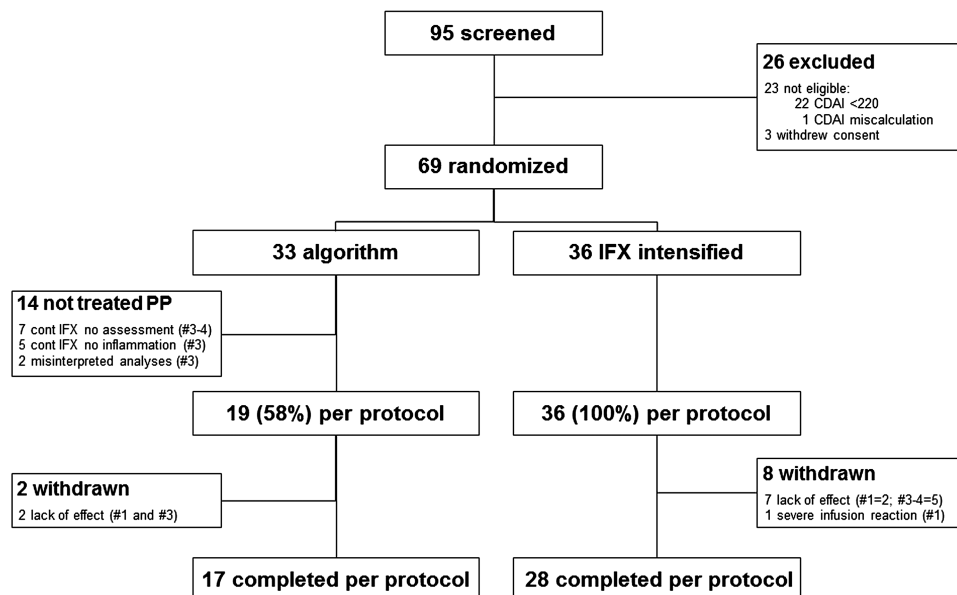 95 screened
26 excluded
23 not eligible:
22 CDAI <220
1 CDAI miscalculation
3 withdrew consent
69 randomized
33 algorithm
36 IFX intensified
14 not treated PP
7 cont IFX no assessment (#3-4)
5 cont IFX no inflammation (#3)
2 misinterpreted analyses (#3)
19 (58%) per protocol
36 (100%) per protocol
2 withdrawn
2 lack of effect (#1 and #3)
8 withdrawn
7 lack of effect (#1=2; #3-4=5)
1 severe infusion reaction (#1)
17 completed per protocol
28 completed per protocol